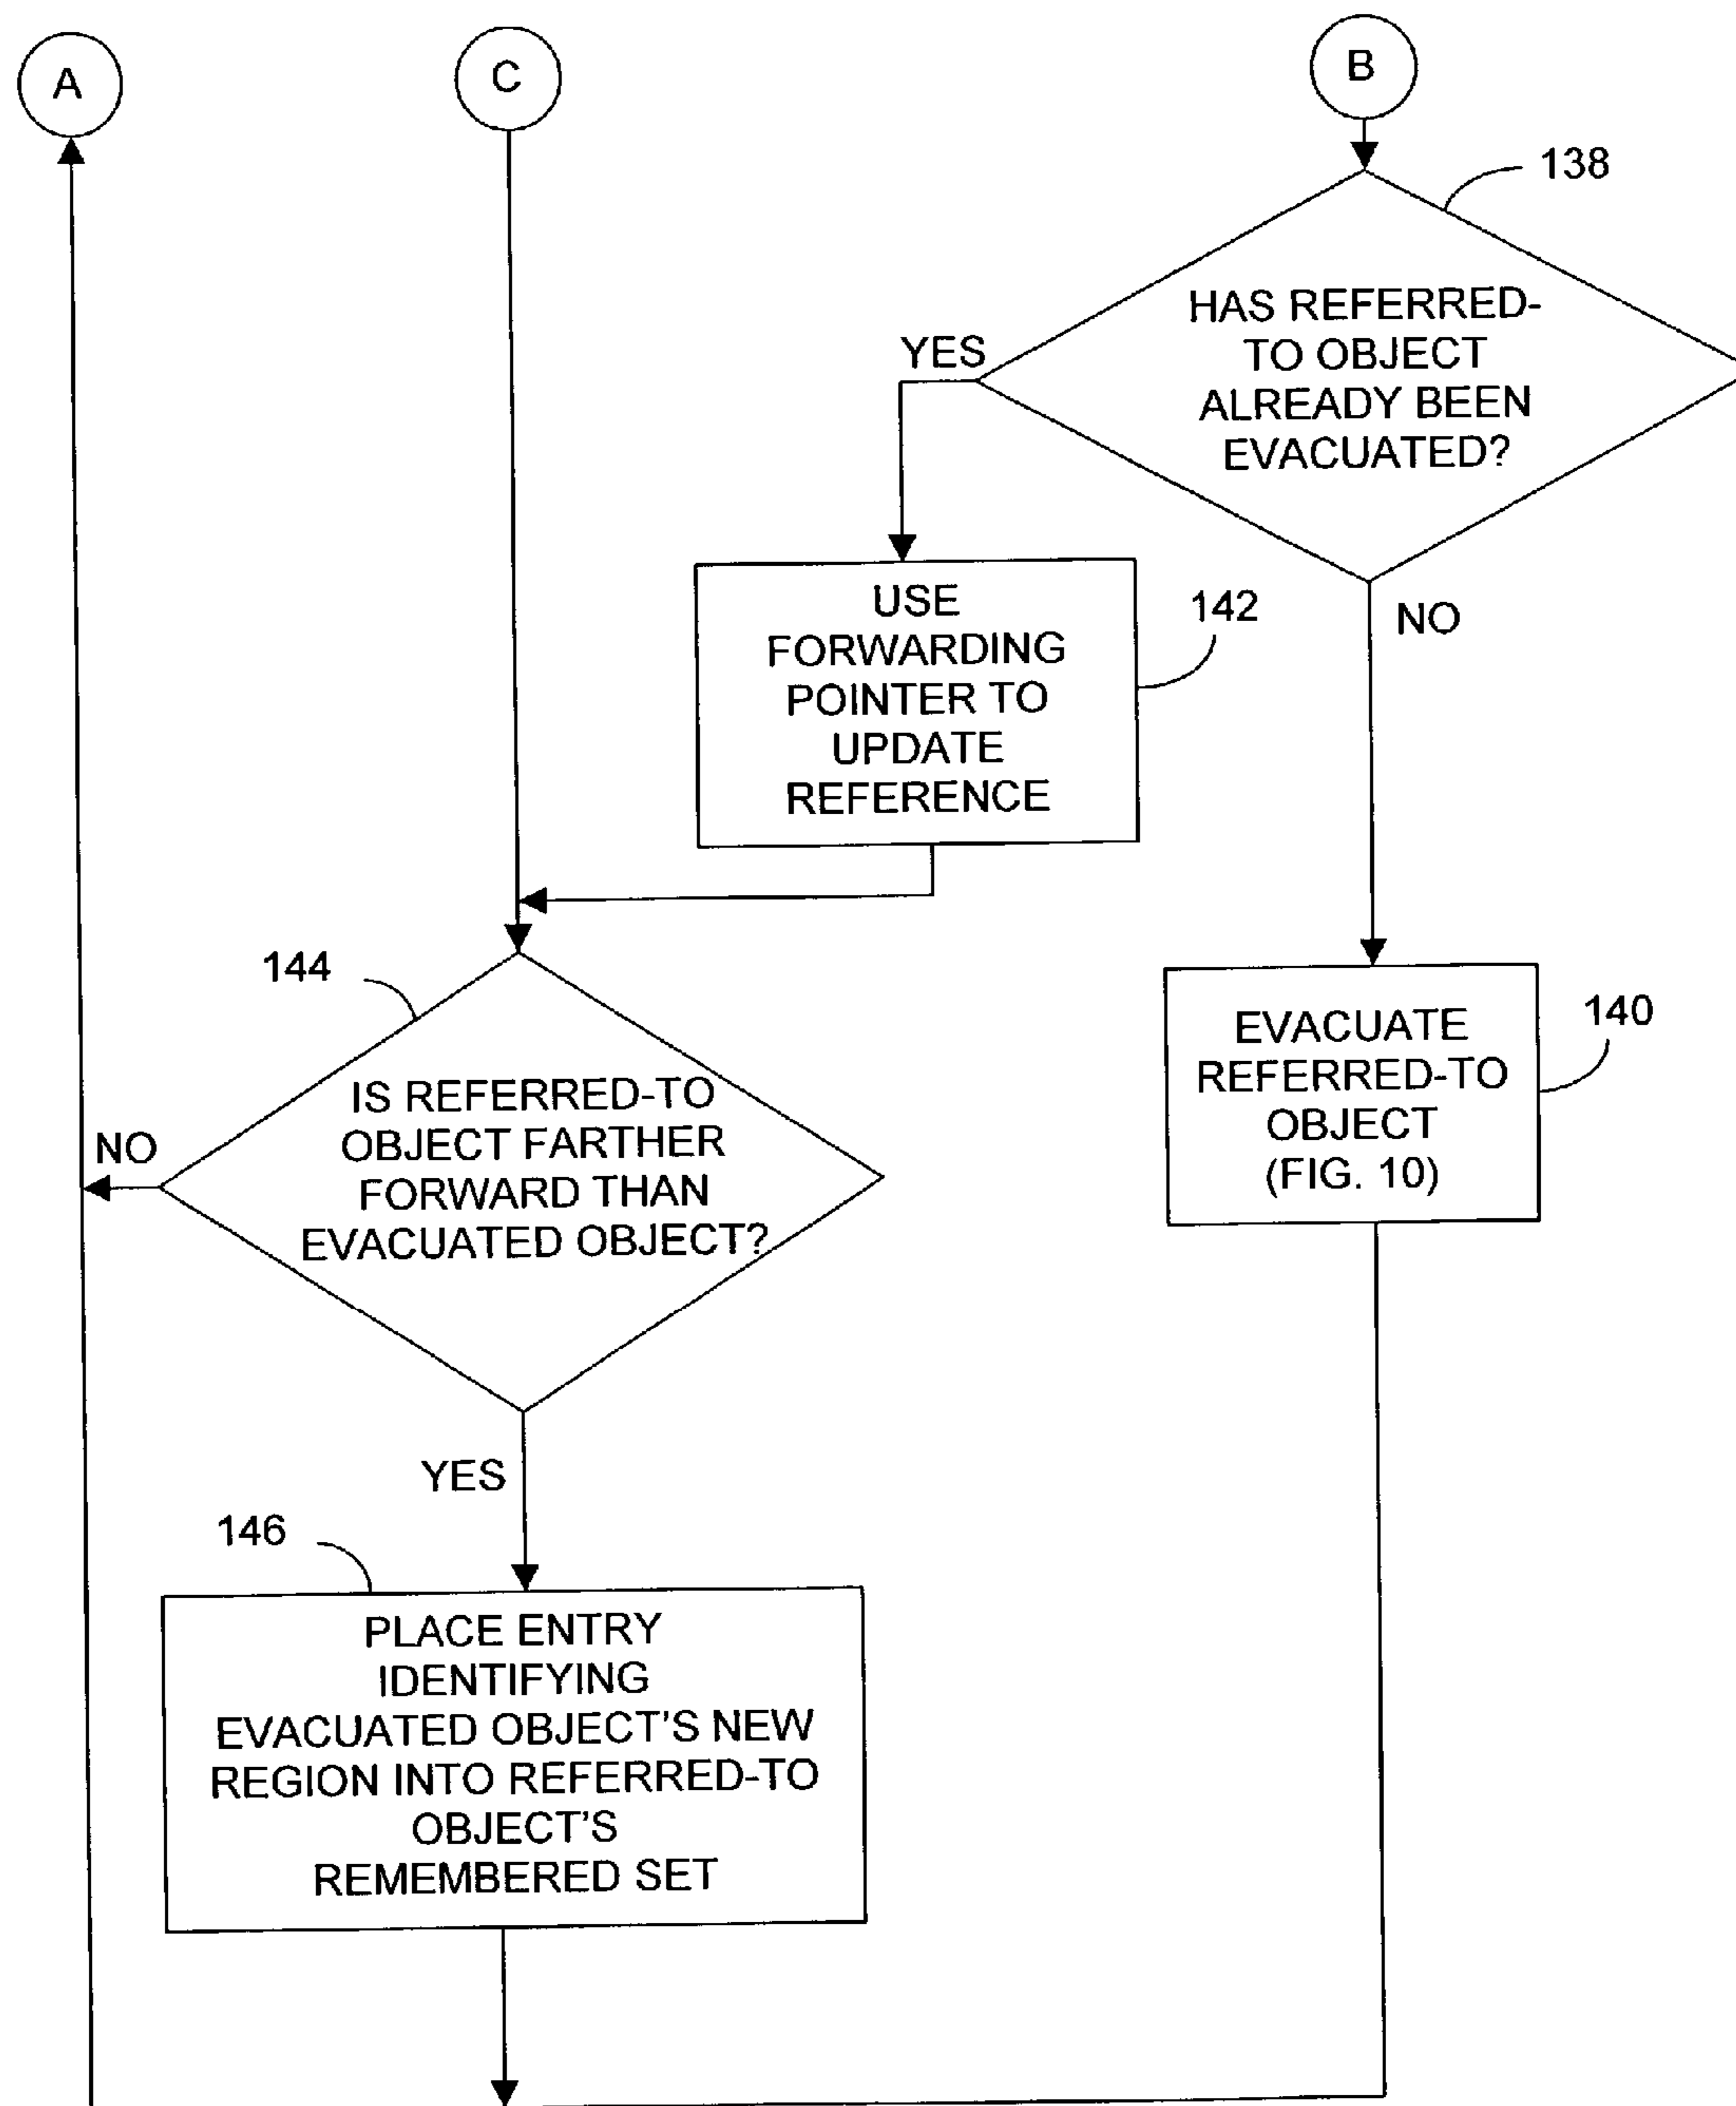 A
C
B
138
HAS REFERRED-
TO OBJECT
ALREADY BEEN
EVACUATED?
YES
NO
USE
FORWARDING
POINTER TO
UPDATE
REFERENCE
142
144
IS REFERRED-TO
OBJECT FARTHER
FORWARD THAN
EVACUATED OBJECT?
NO
EVACUATE
REFERRED-TO
OBJECT
(FIG. 10)
140
YES
146
PLACE ENTRY
IDENTIFYING
EVACUATED OBJECT'S NEW
REGION INTO REFERRED-TO
OBJECT'S
REMEMBERED SET